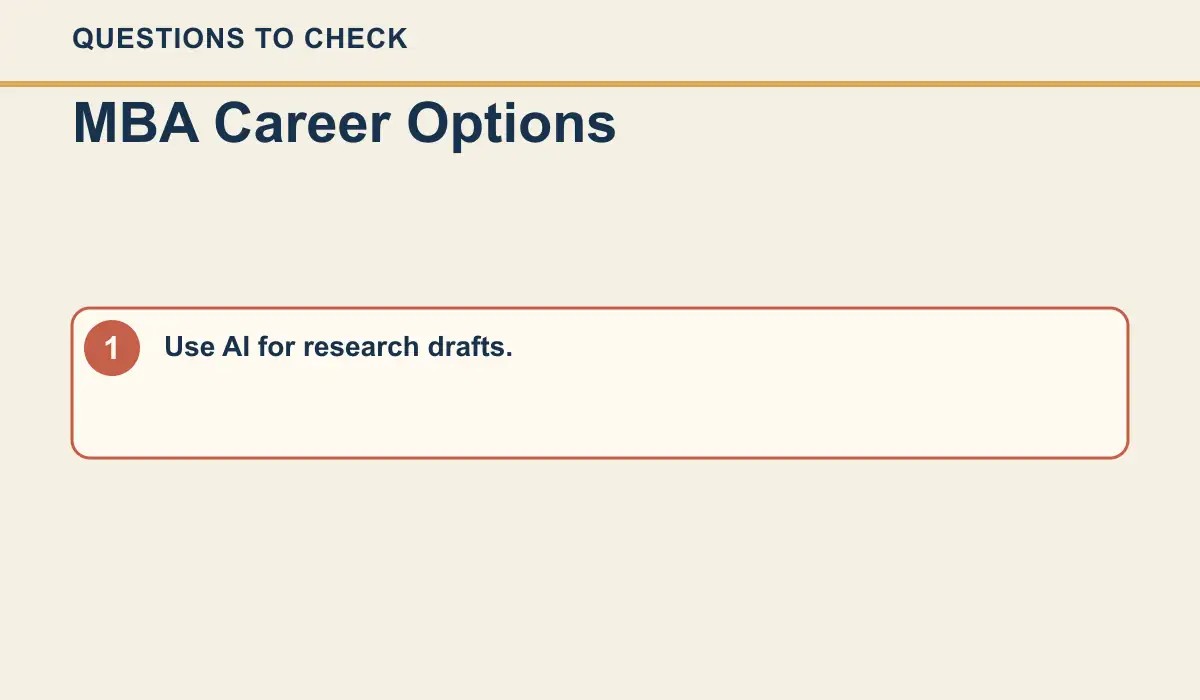 QUESTIONS TO CHECK
MBA Career Options
1 Use AI for research drafts.